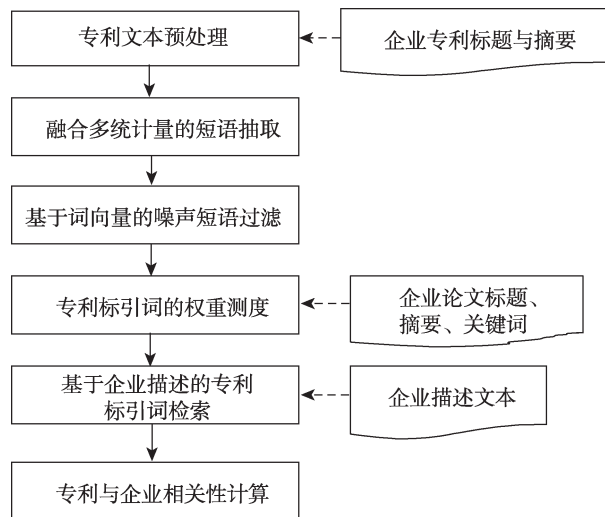 专利文本预处理
企业专利标题与摘要
融合多统计量的短语抽取
基于词向量的噪声短语过滤
专利标引词的权重测度
企业论文标题、
摘要、关键词
基于企业描述的专利
标引词检索
企业描述文本
专利与企业相关性计算